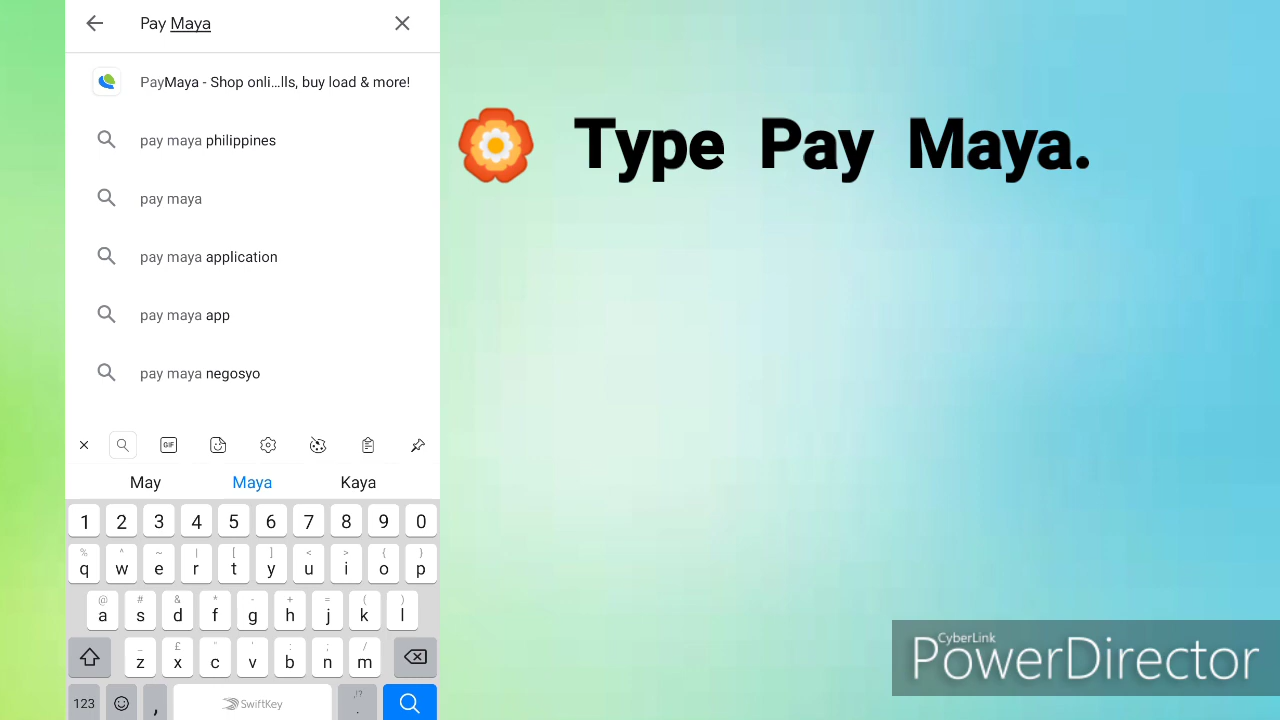 Pay Maya
PayMaya - Shop onli...lls, buy load & more!
pay maya philippines
pay maya
pay maya application
pay maya app
pay maya negosyo
GIF
May Maya Kaya
1 2 3 4 5 6 7 8 9 0
% ^ ~ | [ ] < > { }
q w e r t y u i o p
@ # & * - + = ( )
a s d f g h j k l
_ £ " ' : ; /
z x c v b n m
123 , SwiftKey ,!? .
Type Pay Maya.
CyberLink
PowerDirector